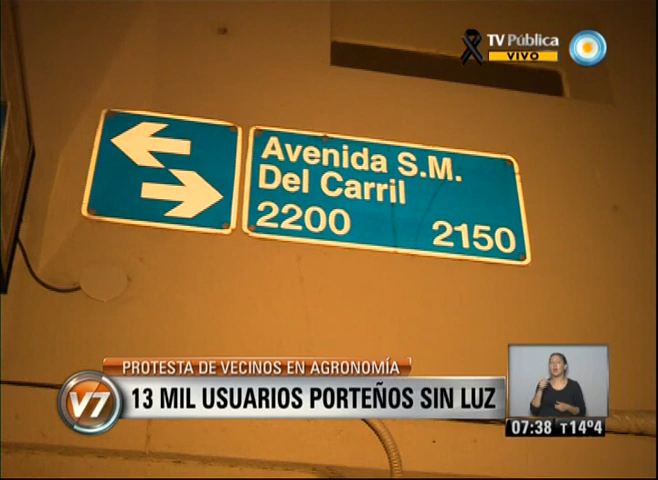 TV Pública
VIVO
Avenida S.M.
Del Carril
2200 2150
PROTESTA DE VECINOS EN AGRONOMÍA
V7
13 MIL USUARIOS PORTEÑOS SIN LUZ
07:38 T14°4